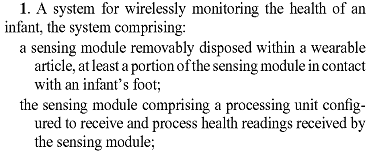 1. A system for wirelessly monitoring the health of an
infant, the system comprising:
a sensing module removably disposed within a wearable
article, at least a portion of the sensing module in contact
with an infant's foot;
the sensing module comprising a processing unit config-
ured to receive and process health readings received by
the sensing module;